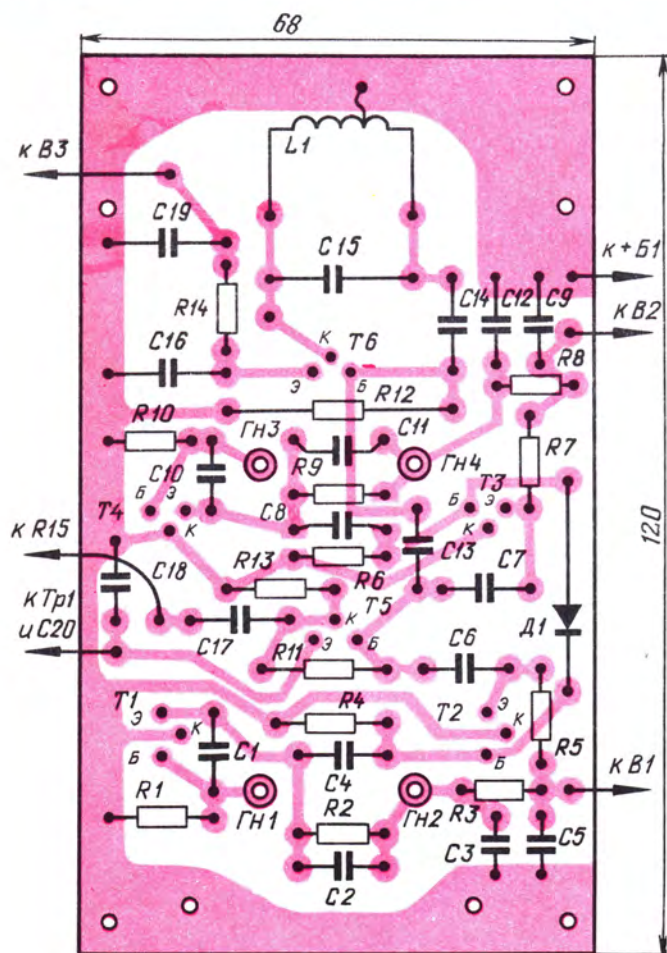 68
L1
к В3
C19
C15
к+Б1
C14 C12 C9
R14
к В2
C16
К
Т6
R8
Э
Б
R12
R10
Гн3
C11
R7
R9
Гн4
C10
Т3
Б
Э
Б Э
Т4
C8
К
К
120
к R15
C13
C7
R13
R6
C18
Т5
к Тр1
и C20
К
Д1
C17
Э
Б
C6
R11
Т1
R4
Т2
Э
Э
К
К
C1
R5
Б
C4
Б
к В1
R1
R2
R3
Гн1
Гн2
C3
C5
C2